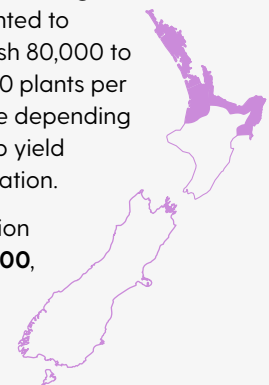 nted to
sh 80,000 to
0 plants per
e depending
o yield
ation.
ion
00,